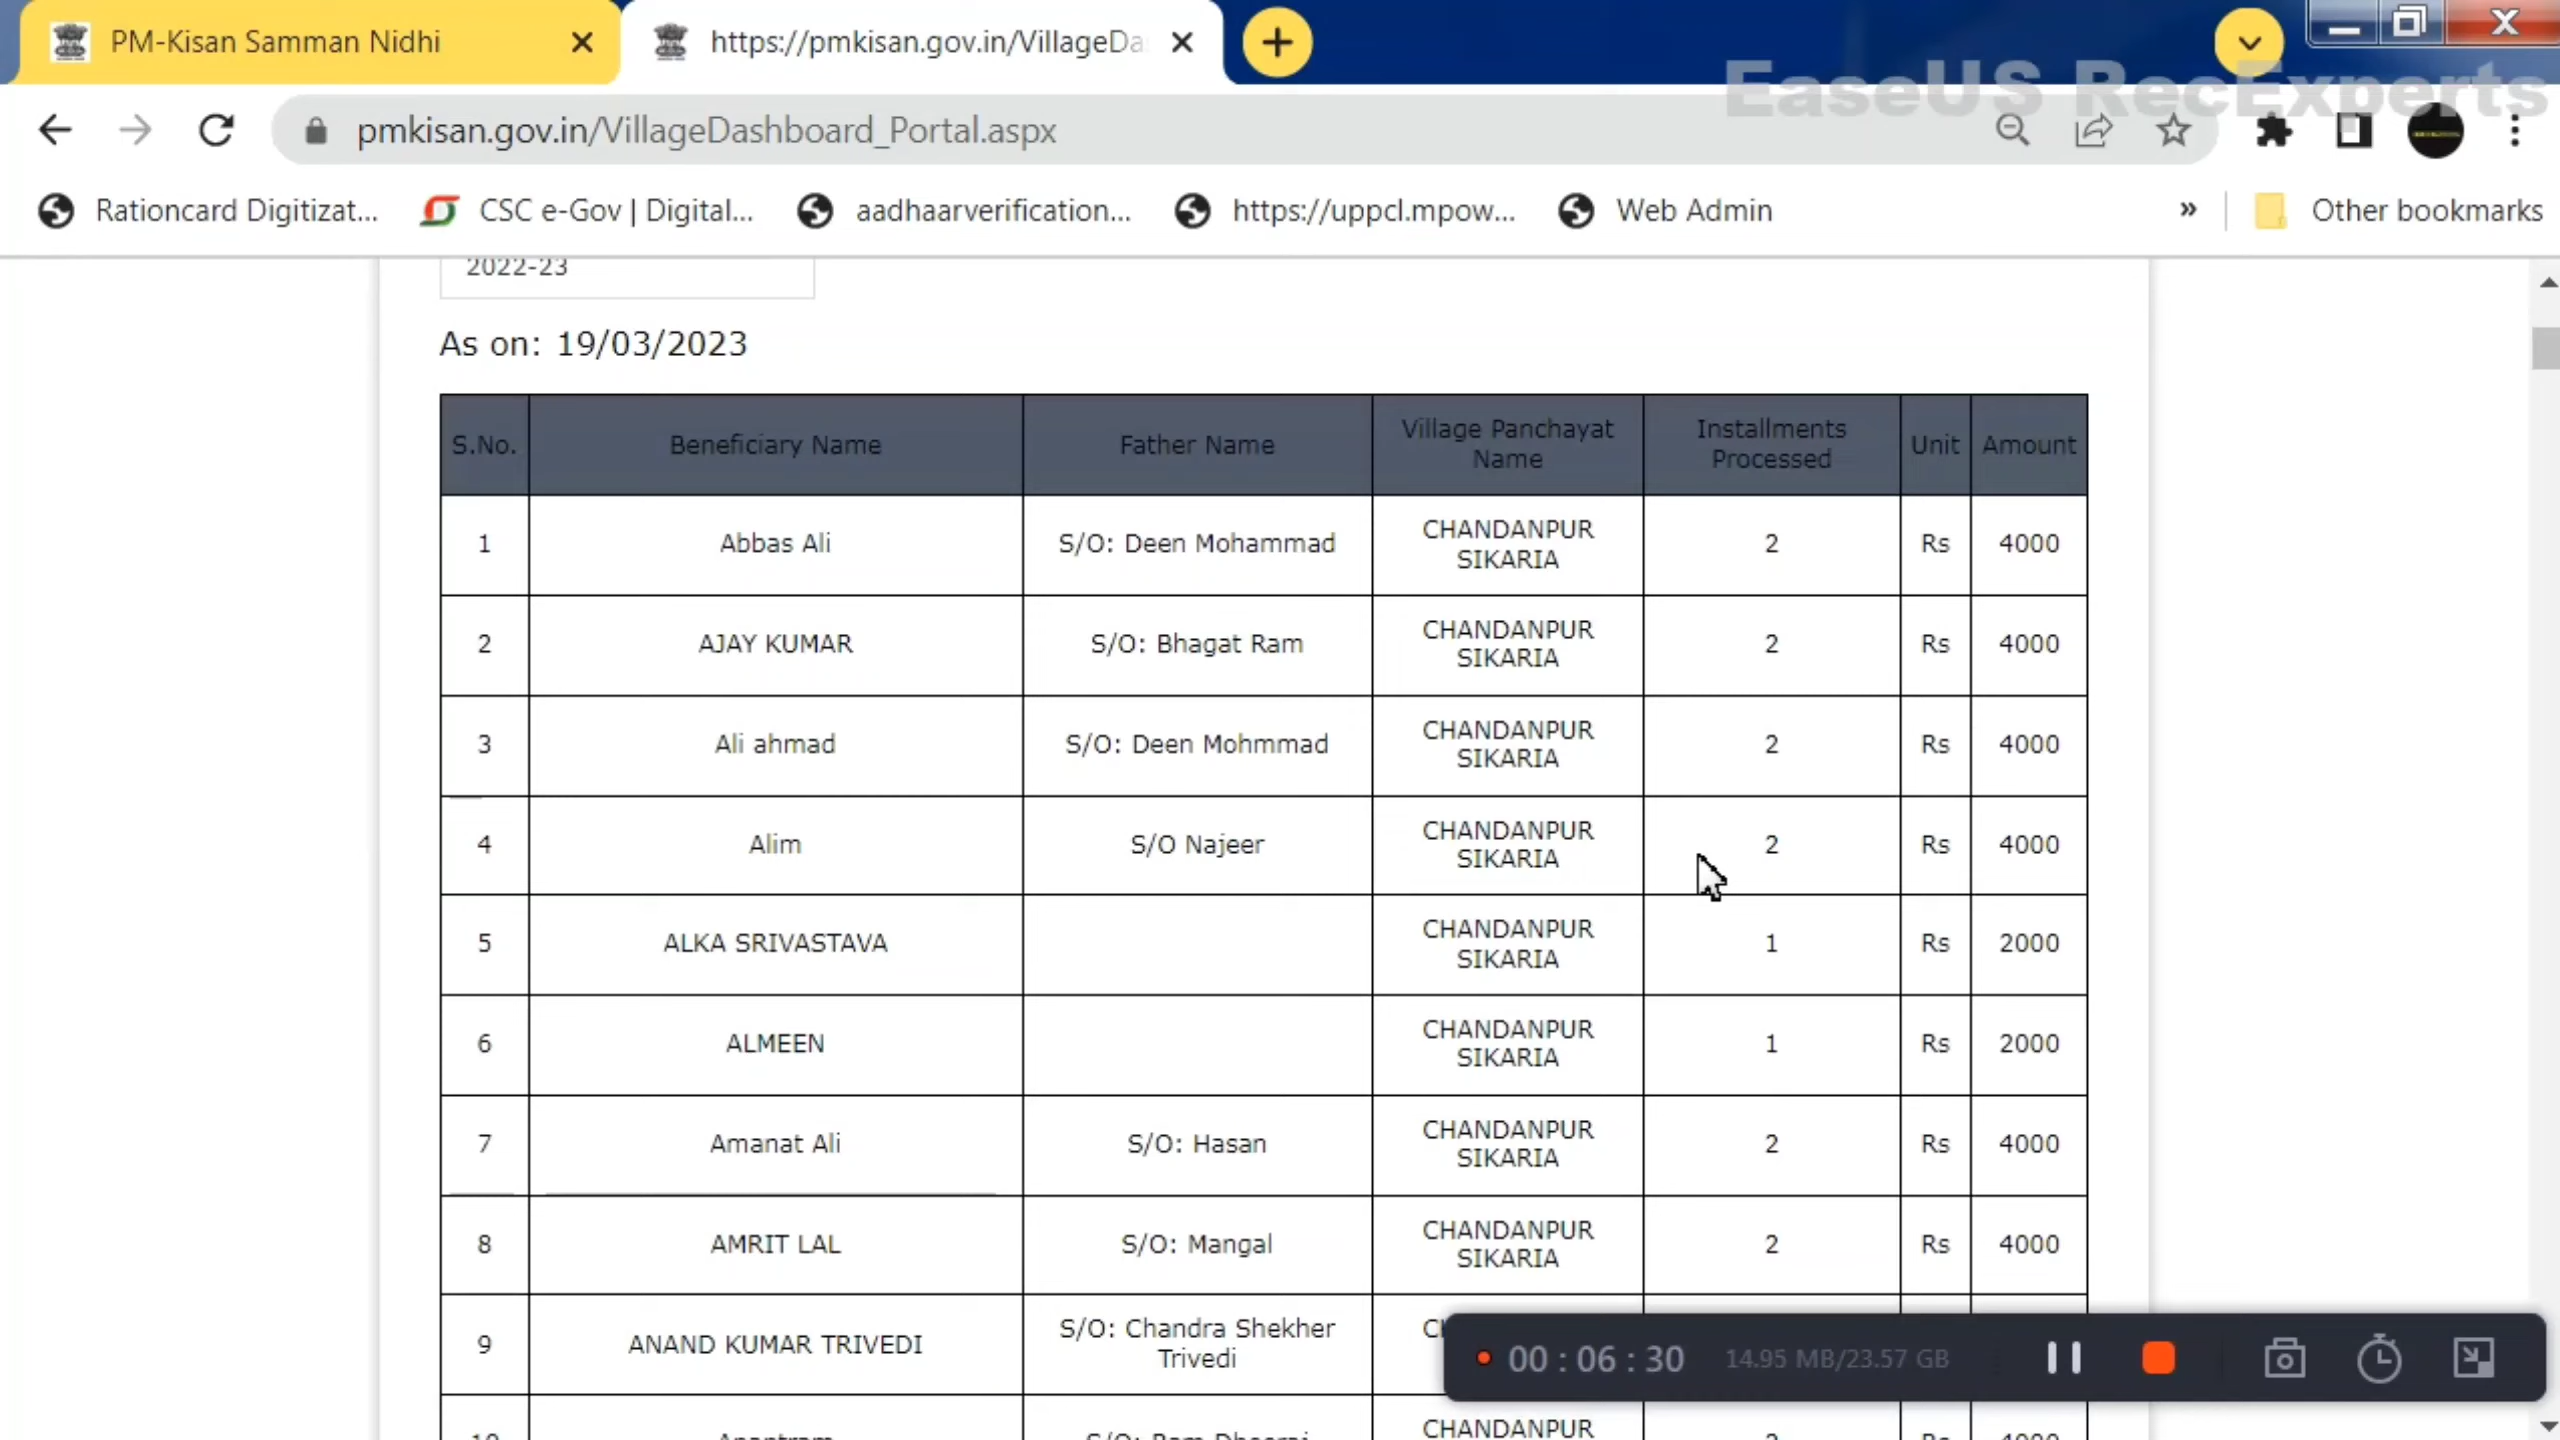 PM-Kisan Samman Nidhi
https://pmkisan.gov.in/VillageDa
EaseUS RecExperts
pmkisan.gov.in/VillageDashboard_Portal.aspx
Rationcard Digitizat... CSC e-Gov | Digital... aadhaarverification... https://uppcl.mpow... Web Admin » Other bookmarks
2022-23
As on: 19/03/2023
S.No. Beneficiary Name Father Name Village Panchayat Name Installments Processed Unit Amount
1 Abbas Ali S/O: Deen Mohammad CHANDANPUR SIKARIA 2 Rs 4000
2 AJAY KUMAR S/O: Bhagat Ram CHANDANPUR SIKARIA 2 Rs 4000
3 Ali ahmad S/O: Deen Mohmmad CHANDANPUR SIKARIA 2 Rs 4000
4 Alim S/O Najeer CHANDANPUR SIKARIA 2 Rs 4000
5 ALKA SRIVASTAVA CHANDANPUR SIKARIA 1 Rs 2000
6 ALMEEN CHANDANPUR SIKARIA 1 Rs 2000
7 Amanat Ali S/O: Hasan CHANDANPUR SIKARIA 2 Rs 4000
8 AMRIT LAL S/O: Mangal CHANDANPUR SIKARIA 2 Rs 4000
9 ANAND KUMAR TRIVEDI S/O: Chandra Shekher Trivedi
00 : 06 : 30 14.95 MB/23.57 GB
CHANDANPUR